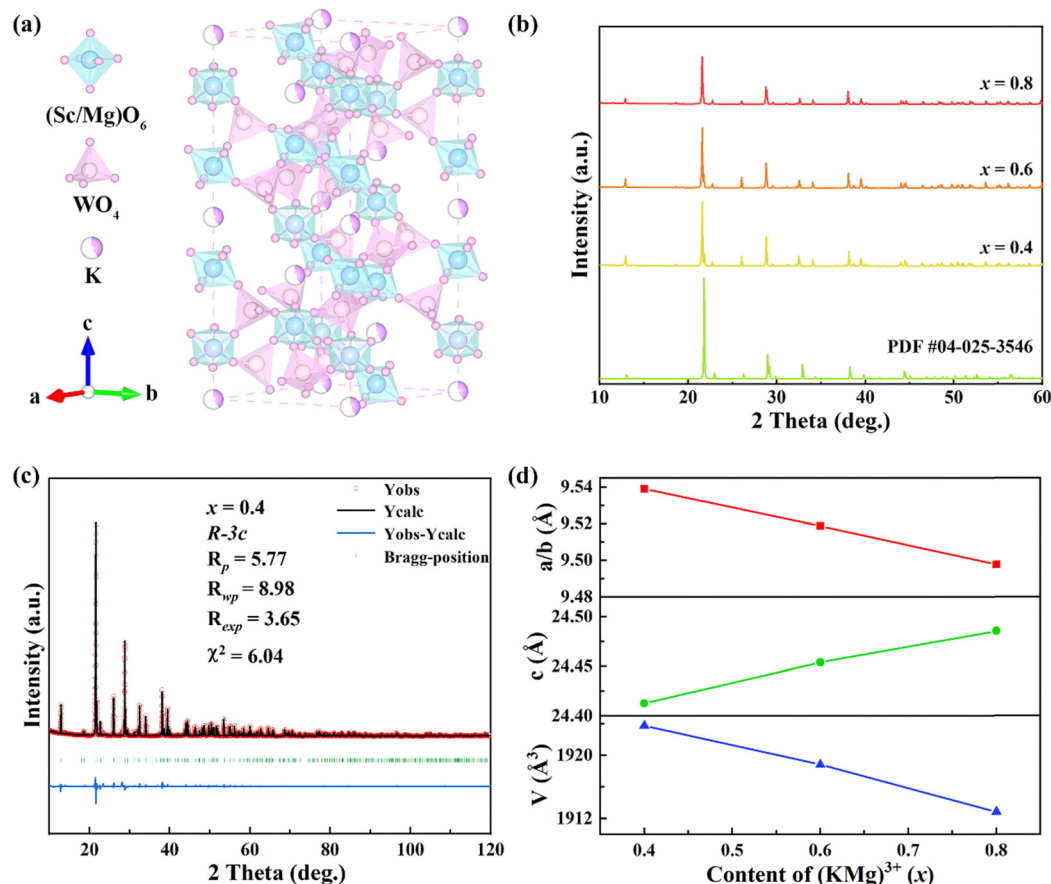 (a)
(Sc/Mg)O6
WO4
K
c
a
b
(b)
Intensity (a.u.)
x = 0.8
x = 0.6
x = 0.4
PDF #04-025-3546
10 20 30 40 50 60
2 Theta (deg.)
(c)
Intensity (a.u.)
x = 0.4
R-3c
Rp = 5.77
Rwp = 8.98
Rexp = 3.65
χ² = 6.04
Yobs
Ycalc
Yobs-Ycalc
Bragg-position
20 40 60 80 100 120
2 Theta (deg.)
(d)
a/b (Å)
9.54
9.52
9.50
9.48
c (Å)
24.50
24.45
24.40
V (Å³)
1920
1912
0.4 0.5 0.6 0.7 0.8
Content of (KMg)³⁺ (x)